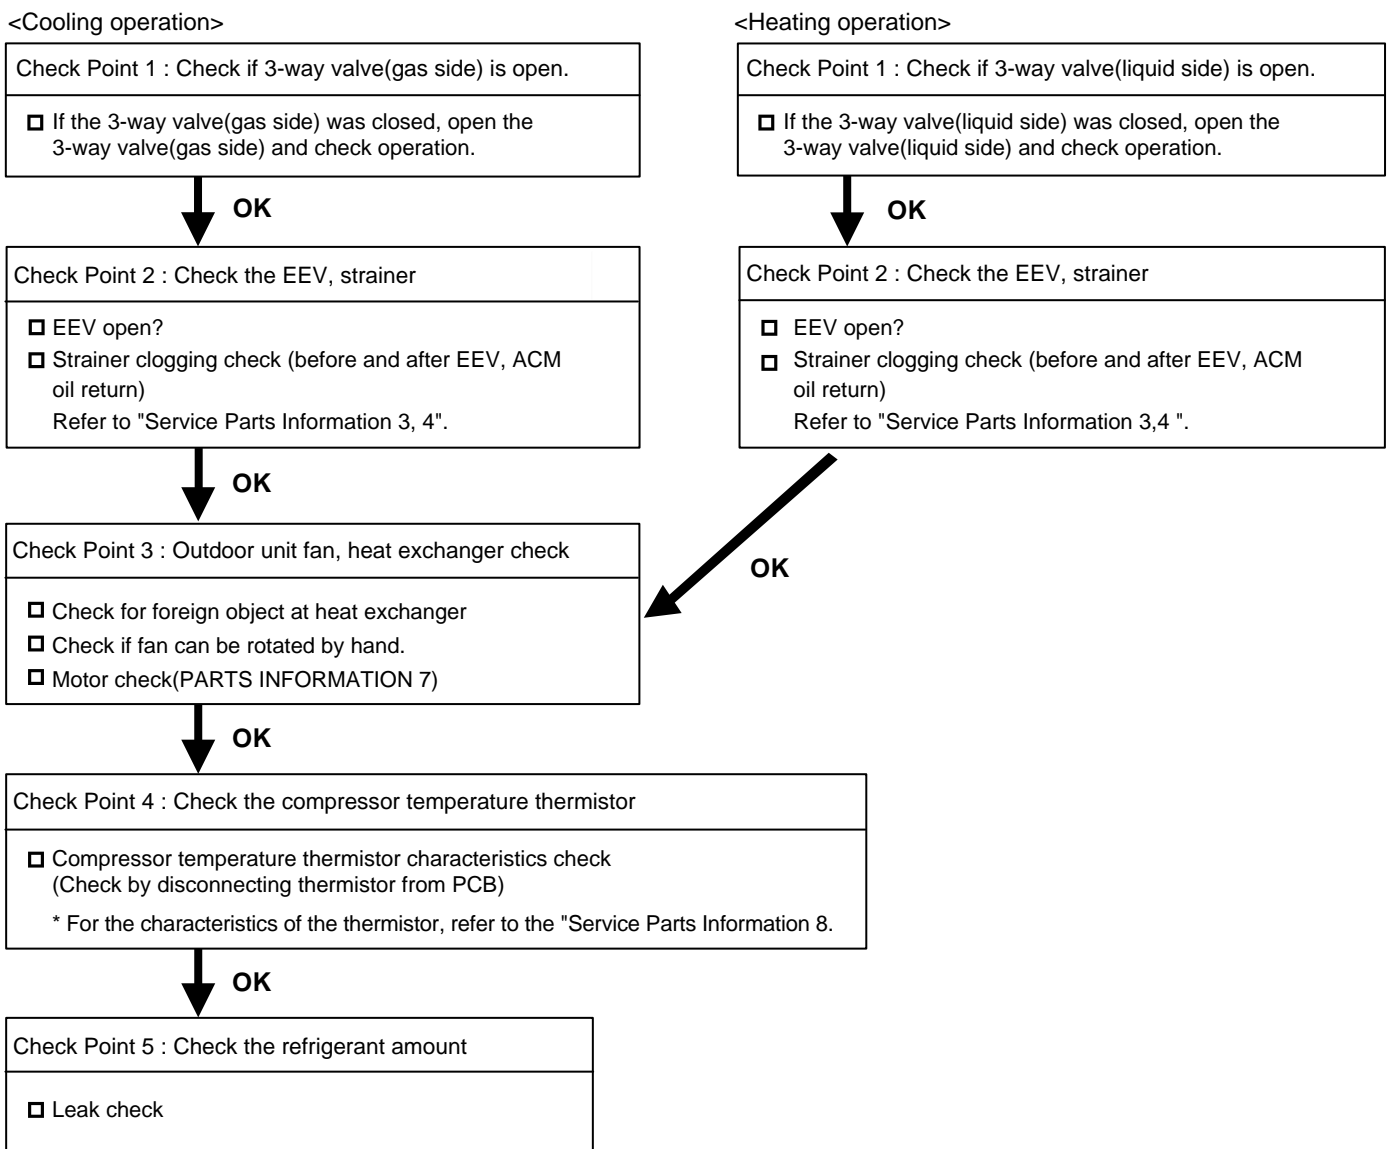 <Cooling operation>
Check Point 1 : Check if 3-way valve(gas side) is open.
If the 3-way valve(gas side) was closed, open the
3-way valve(gas side) and check operation.
OK
Check Point 2 : Check the EEV, strainer
EEV open?
Strainer clogging check (before and after EEV, ACM
oil return)
Refer to "Service Parts Information 3, 4".
OK
<Heating operation>
Check Point 1 : Check if 3-way valve(liquid side) is open.
If the 3-way valve(liquid side) was closed, open the
3-way valve(liquid side) and check operation.
OK
Check Point 2 : Check the EEV, strainer
EEV open?
Strainer clogging check (before and after EEV, ACM
oil return)
Refer to "Service Parts Information 3,4 ".
OK
Check Point 3 : Outdoor unit fan, heat exchanger check
Check for foreign object at heat exchanger
Check if fan can be rotated by hand.
Motor check(PARTS INFORMATION 7)
OK
Check Point 4 : Check the compressor temperature thermistor
Compressor temperature thermistor characteristics check
(Check by disconnecting thermistor from PCB)
* For the characteristics of the thermistor, refer to the "Service Parts Information 8.
OK
Check Point 5 : Check the refrigerant amount
Leak check